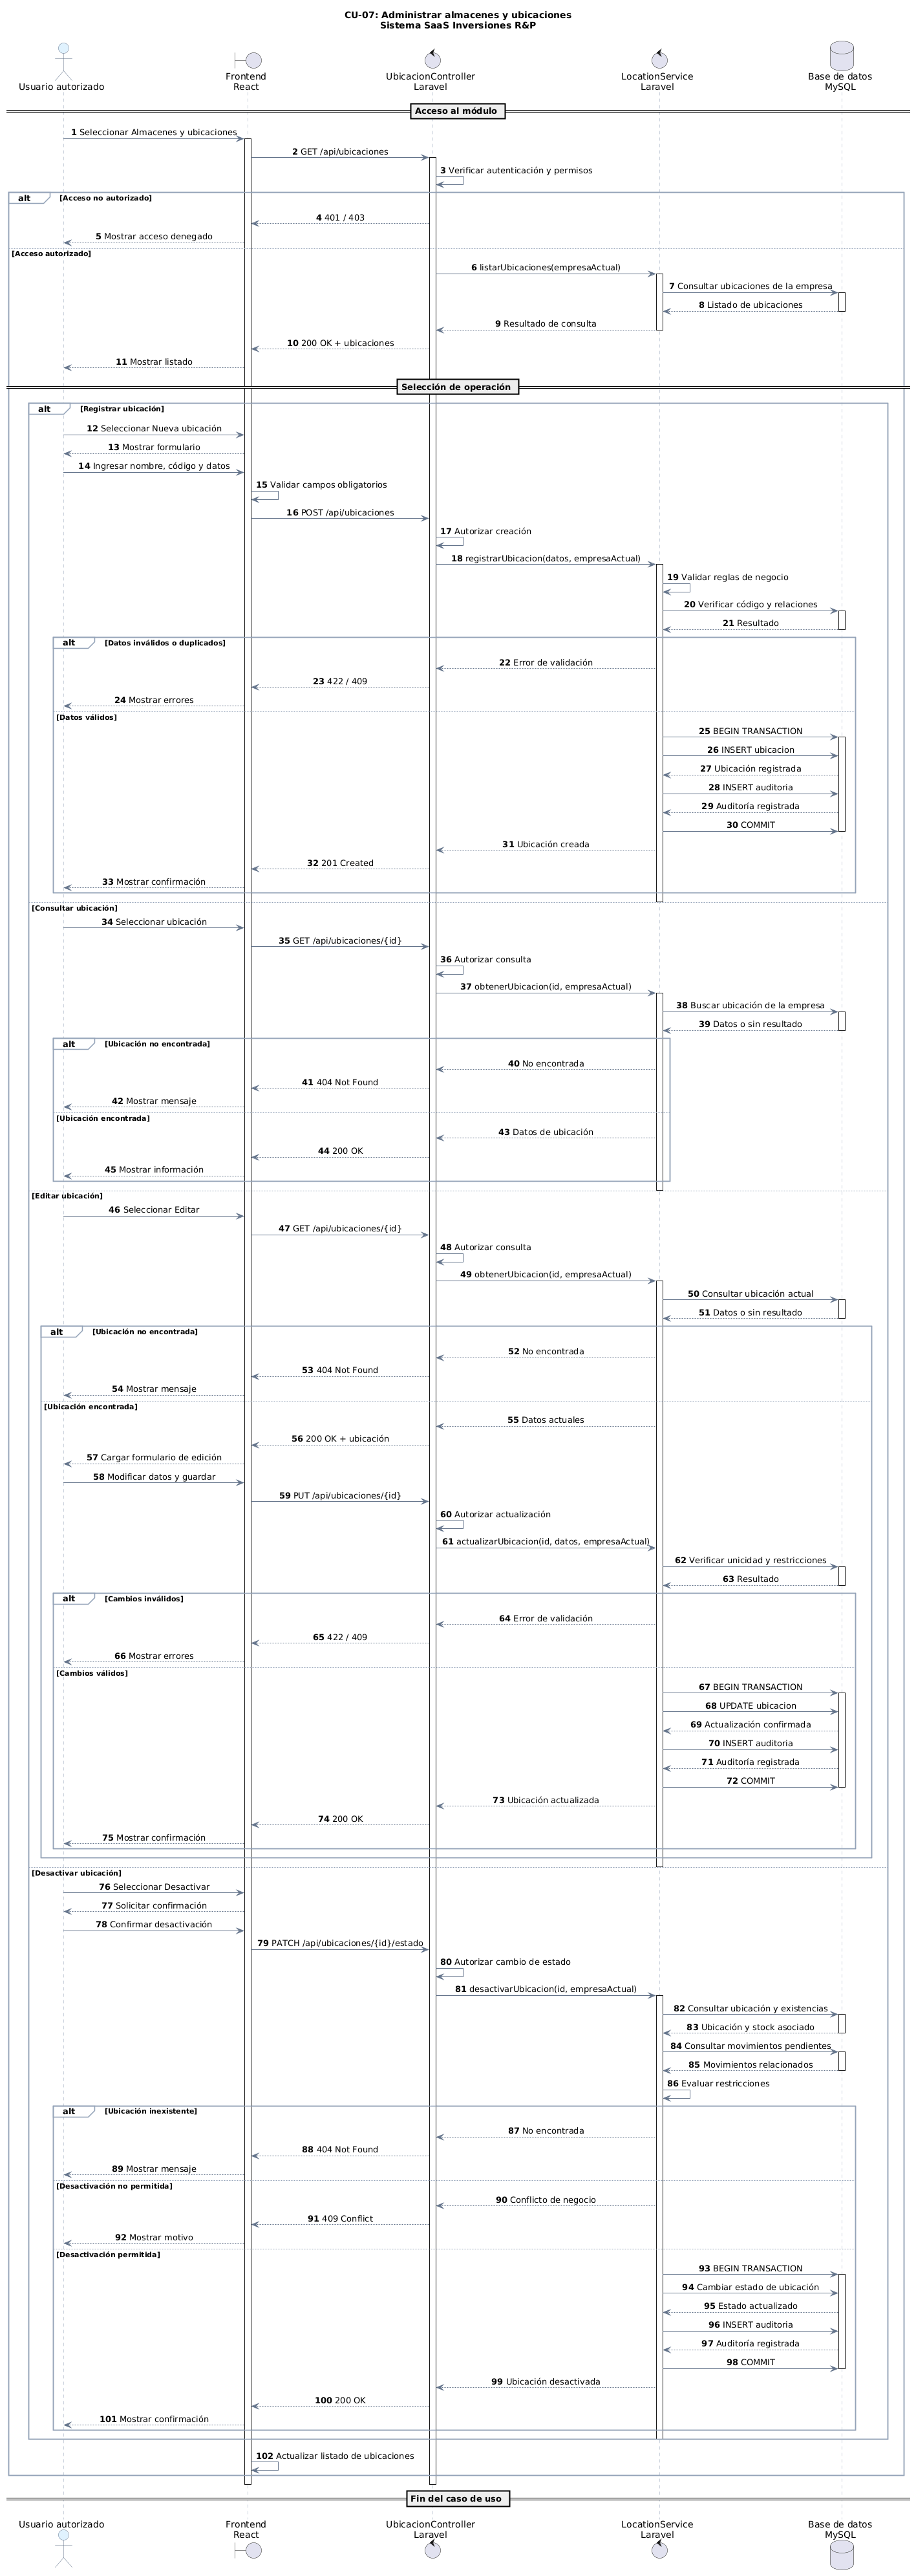 CU-07: Administrar almacenes y ubicaciones
Sistema SaaS Inversiones R&P
Usuario autorizado
Frontend
React
UbicacionController
Laravel
LocationService
Laravel
Base de datos
MySQL
Acceso al módulo
1 Seleccionar Almacenes y ubicaciones
2 GET /api/ubicaciones
3 Verificar autenticación y permisos
alt [Acceso no autorizado]
4 401 / 403
5 Mostrar acceso denegado
[Acceso autorizado]
6 listarUbicaciones(empresaActual)
7 Consultar ubicaciones de la empresa
8 Listado de ubicaciones
9 Resultado de consulta
10 200 OK + ubicaciones
11 Mostrar listado
Selección de operación
alt [Registrar ubicación]
12 Seleccionar Nueva ubicación
13 Mostrar formulario
14 Ingresar nombre, código y datos
15 Validar campos obligatorios
16 POST /api/ubicaciones
17 Autorizar creación
18 registrarUbicacion(datos, empresaActual)
19 Validar reglas de negocio
20 Verificar código y relaciones
21 Resultado
alt [Datos inválidos o duplicados]
22 Error de validación
23 422 / 409
24 Mostrar errores
[Datos válidos]
25 BEGIN TRANSACTION
26 INSERT ubicacion
27 Ubicación registrada
28 INSERT auditoria
29 Auditoría registrada
30 COMMIT
31 Ubicación creada
32 201 Created
33 Mostrar confirmación
[Consultar ubicación]
34 Seleccionar ubicación
35 GET /api/ubicaciones/{id}
36 Autorizar consulta
37 obtenerUbicacion(id, empresaActual)
38 Buscar ubicación de la empresa
39 Datos o sin resultado
alt [Ubicación no encontrada]
40 No encontrada
41 404 Not Found
42 Mostrar mensaje
[Ubicación encontrada]
43 Datos de ubicación
44 200 OK
45 Mostrar información
[Editar ubicación]
46 Seleccionar Editar
47 GET /api/ubicaciones/{id}
48 Autorizar consulta
49 obtenerUbicacion(id, empresaActual)
50 Consultar ubicación actual
51 Datos o sin resultado
alt [Ubicación no encontrada]
52 No encontrada
53 404 Not Found
54 Mostrar mensaje
[Ubicación encontrada]
55 Datos actuales
56 200 OK + ubicación
57 Cargar formulario de edición
58 Modificar datos y guardar
59 PUT /api/ubicaciones/{id}
60 Autorizar actualización
61 actualizarUbicacion(id, datos, empresaActual)
62 Verificar unicidad y restricciones
63 Resultado
alt [Cambios inválidos]
64 Error de validación
65 422 / 409
66 Mostrar errores
[Cambios válidos]
67 BEGIN TRANSACTION
68 UPDATE ubicacion
69 Actualización confirmada
70 INSERT auditoria
71 Auditoría registrada
72 COMMIT
73 Ubicación actualizada
74 200 OK
75 Mostrar confirmación
[Desactivar ubicación]
76 Seleccionar Desactivar
77 Solicitar confirmación
78 Confirmar desactivación
79 PATCH /api/ubicaciones/{id}/estado
80 Autorizar cambio de estado
81 desactivarUbicacion(id, empresaActual)
82 Consultar ubicación y existencias
83 Ubicación y stock asociado
84 Consultar movimientos pendientes
85 Movimientos relacionados
86 Evaluar restricciones
alt [Ubicación inexistente]
87 No encontrada
88 404 Not Found
89 Mostrar mensaje
[Desactivación no permitida]
90 Conflicto de negocio
91 409 Conflict
92 Mostrar motivo
[Desactivación permitida]
93 BEGIN TRANSACTION
94 Cambiar estado de ubicación
95 Estado actualizado
96 INSERT auditoria
97 Auditoría registrada
98 COMMIT
99 Ubicación desactivada
100 200 OK
101 Mostrar confirmación
102 Actualizar listado de ubicaciones
Fin del caso de uso
Usuario autorizado
Frontend
React
UbicacionController
Laravel
LocationService
Laravel
Base de datos
MySQL